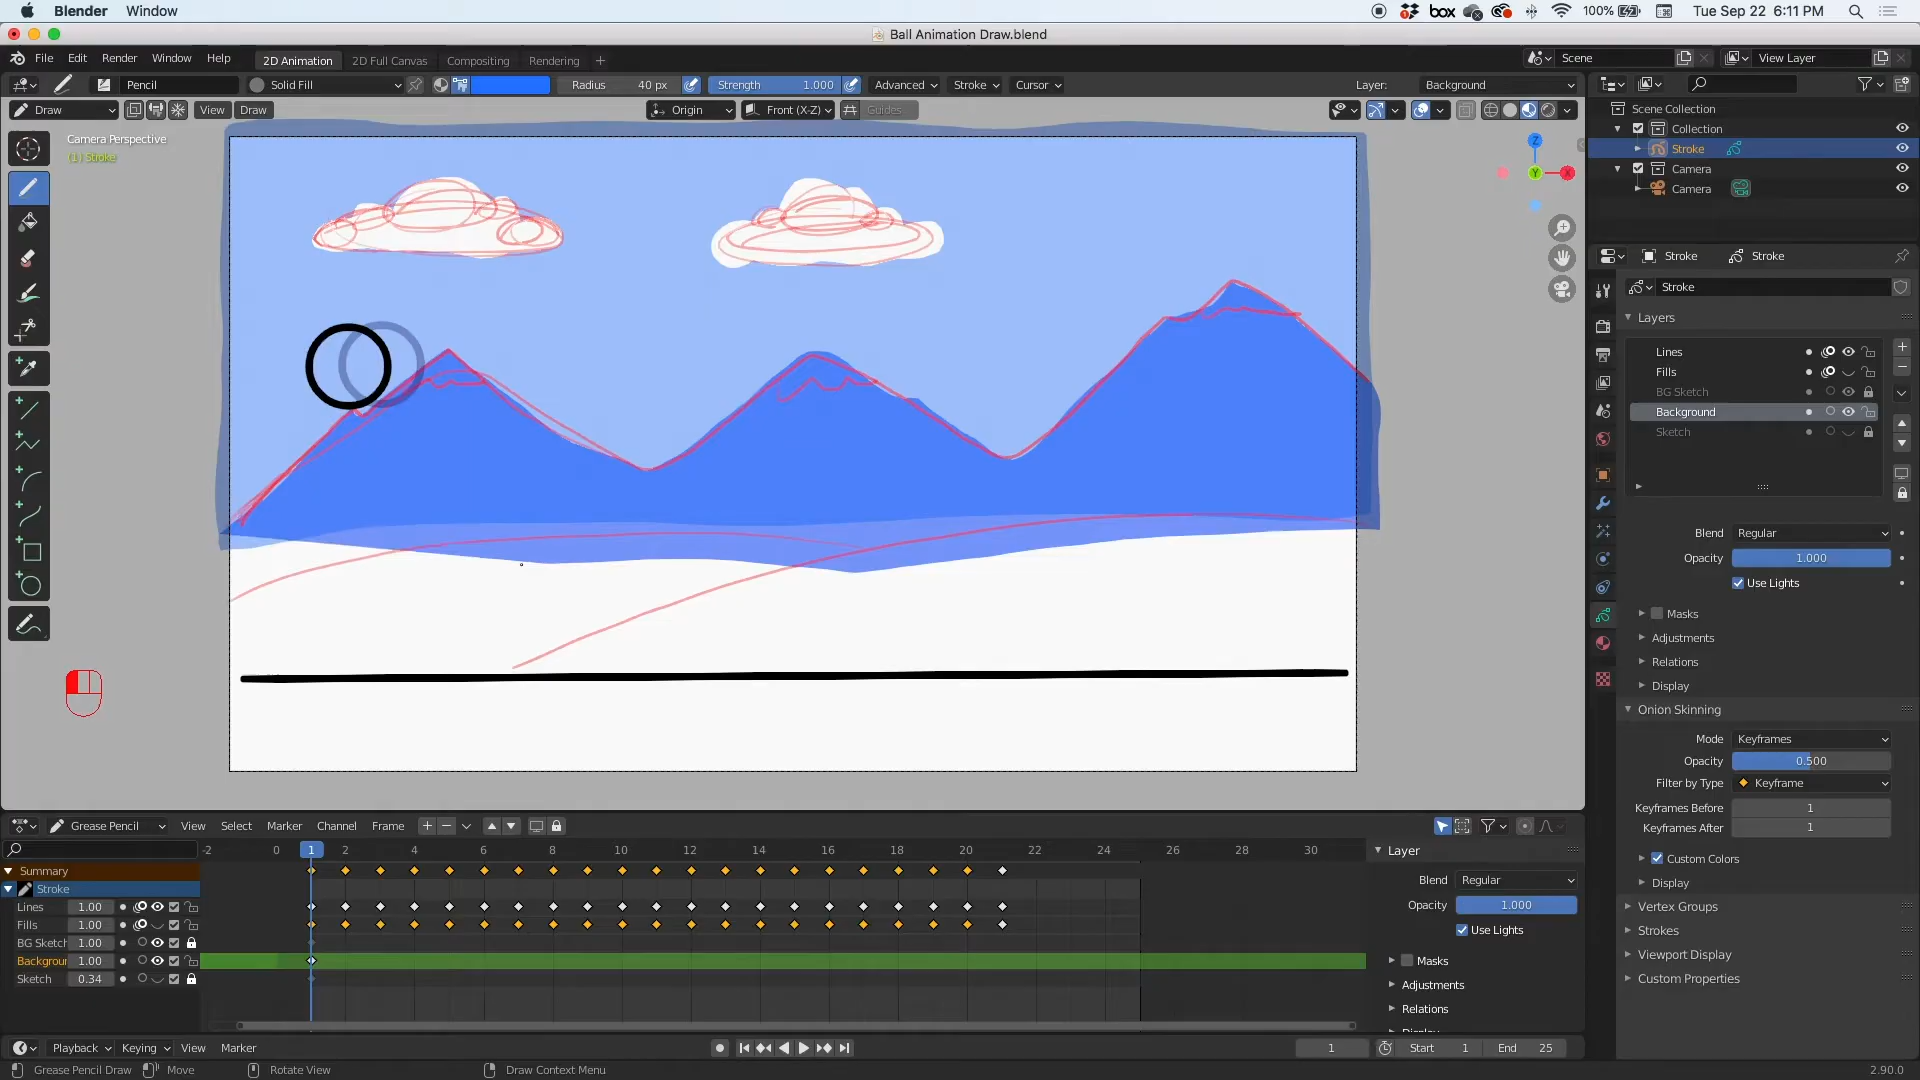 Blender Window box 100% Tue Sep 22 6:11 PM
Ball Animation Draw.blend
File Edit Render Window Help 2D Animation 2D Full Canvas Compositing Rendering + Scene View Layer
Pencil Solid Fill Radius 40 px Strength 1.000 Advanced Stroke Cursor Layer: Background
Draw View Draw Origin Front (X-Z) Guides
Scene Collection
Collection
Stroke
Camera
Camera
Camera Perspective
(1) Stroke
Z
Y X
Stroke Stroke
Stroke
Layers
Lines
Fills
BG Sketch
Background
Sketch
Blend Regular
Opacity 1.000
Use Lights
Masks
Adjustments
Relations
Display
Onion Skinning
Mode Keyframes
Opacity 0.500
Filter by Type Keyframe
Keyframes Before 1
Keyframes After 1
Custom Colors
Display
Vertex Groups
Strokes
Viewport Display
Custom Properties
Grease Pencil View Select Marker Channel Frame
-2 0 1 2 4 6 8 10 12 14 16 18 20 22 24 26 28 30
Summary
Stroke
Lines 1.00
Fills 1.00
BG Sketch 1.00
Backgrour 1.00
Sketch 0.34
Layer
Blend Regular
Opacity 1.000
Use Lights
Masks
Adjustments
Relations
Display
Playback Keying View Marker 1 Start 1 End 25
Grease Pencil Draw Move Rotate View Draw Context Menu 2.90.0